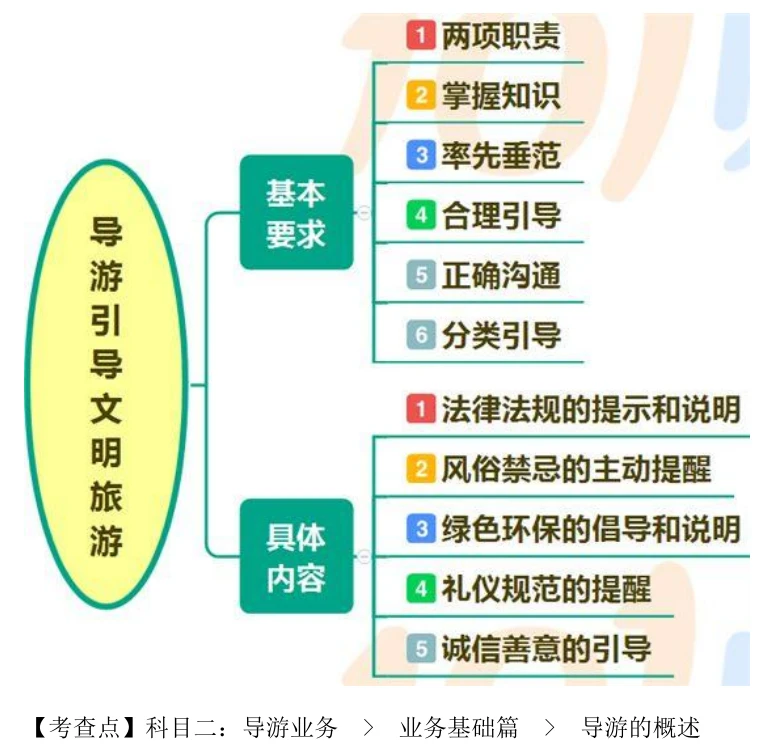 导游引导文明旅游
基本
要求
1 两项职责
2 掌握知识
3 率先垂范
4 合理引导
5 正确沟通
6 分类引导
具体
内容
1 法律法规的提示和说明
2 风俗禁忌的主动提醒
3 绿色环保的倡导和说明
4 礼仪规范的提醒
5 诚信善意的引导
【考查点】科目二：导游业务 > 业务基础篇 > 导游的概述